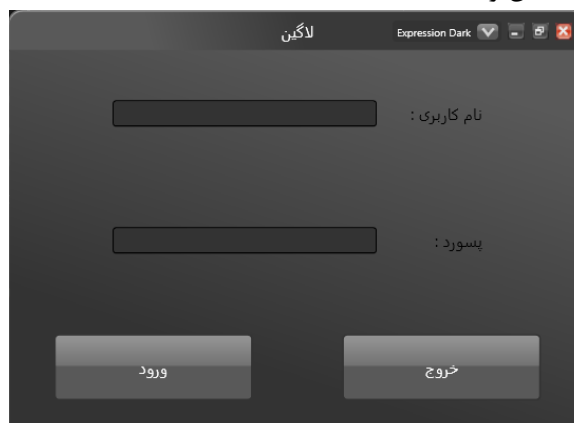 لاگین
Expression Dark
نام کاربری :
پسورد :
خروج
ورود